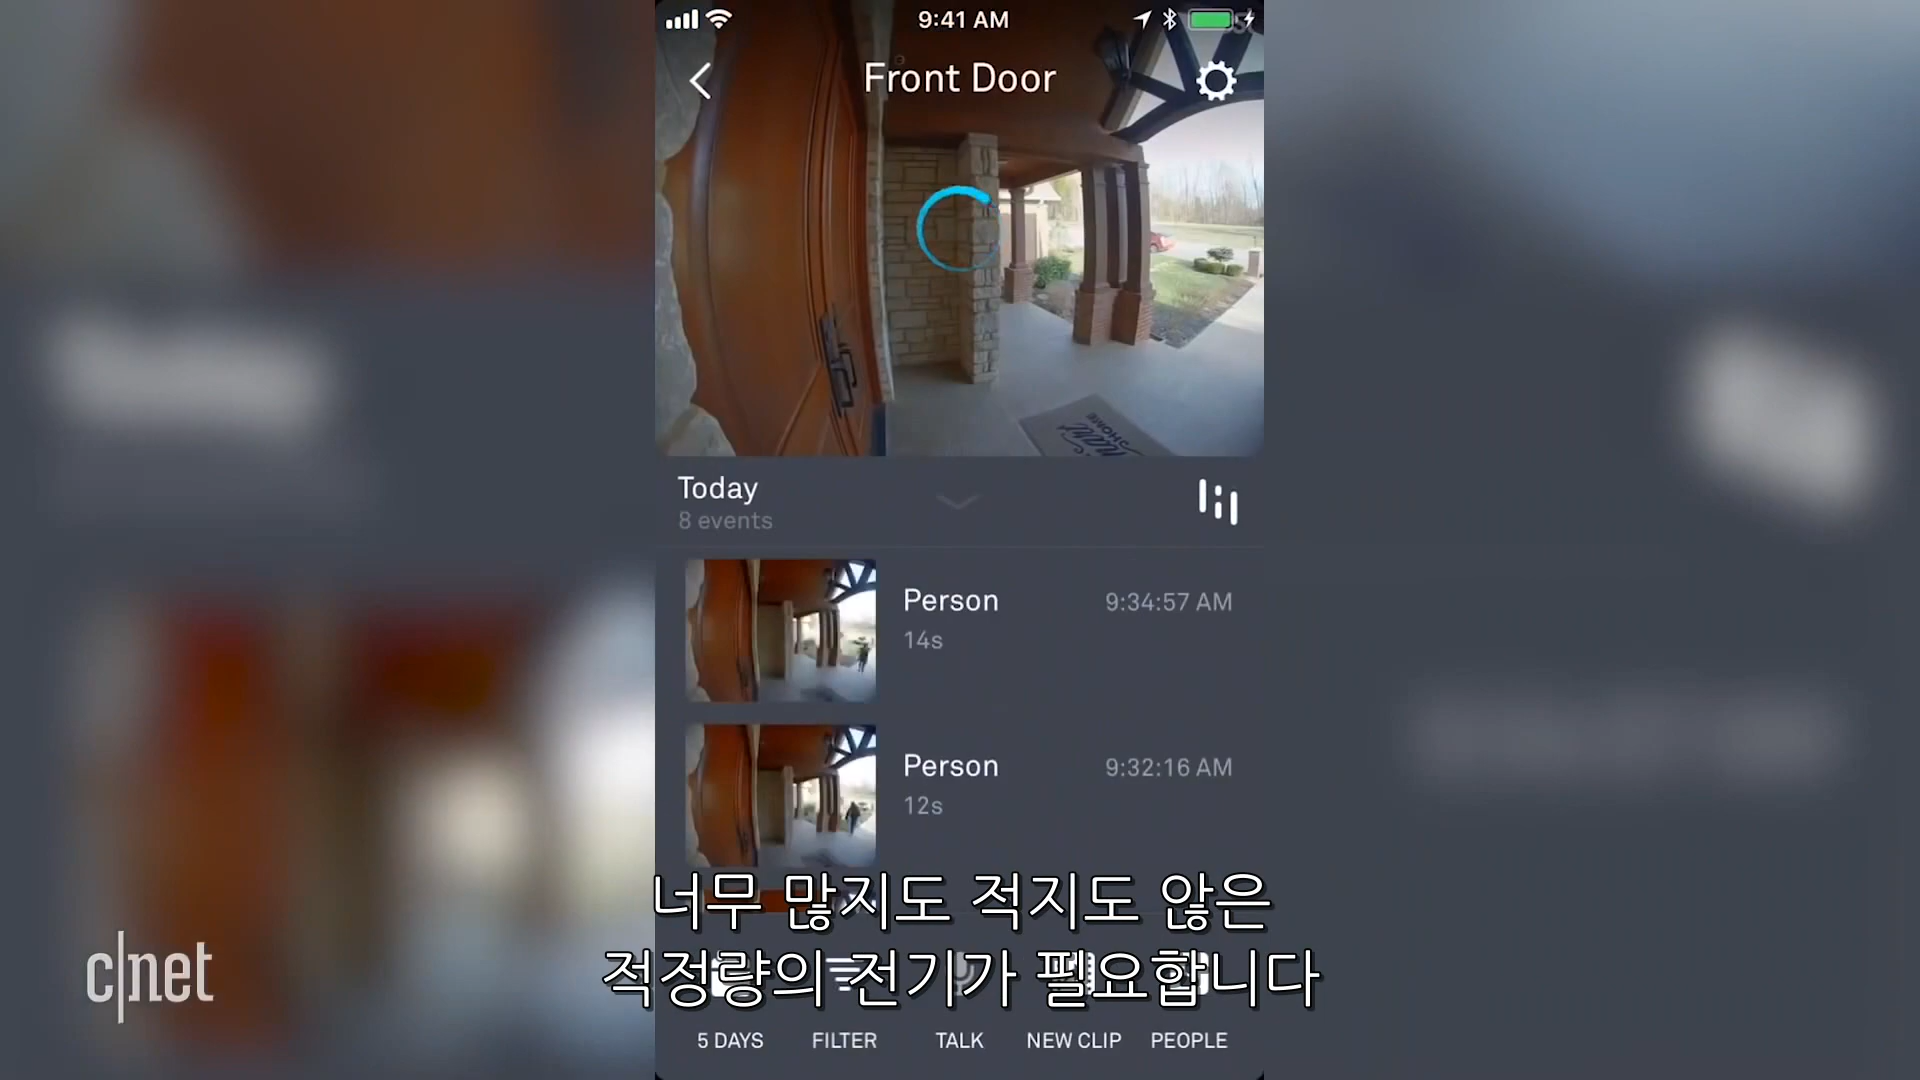 9:41 AM
Front Door
HOME
Today
8 events
Person
9:34:57 AM
14s
Person
9:32:16 AM
12s
너무 많지도 적지도 않은
적정량의 전기가 필요합니다
c|net
5 DAYS
FILTER
TALK
NEW CLIP
PEOPLE